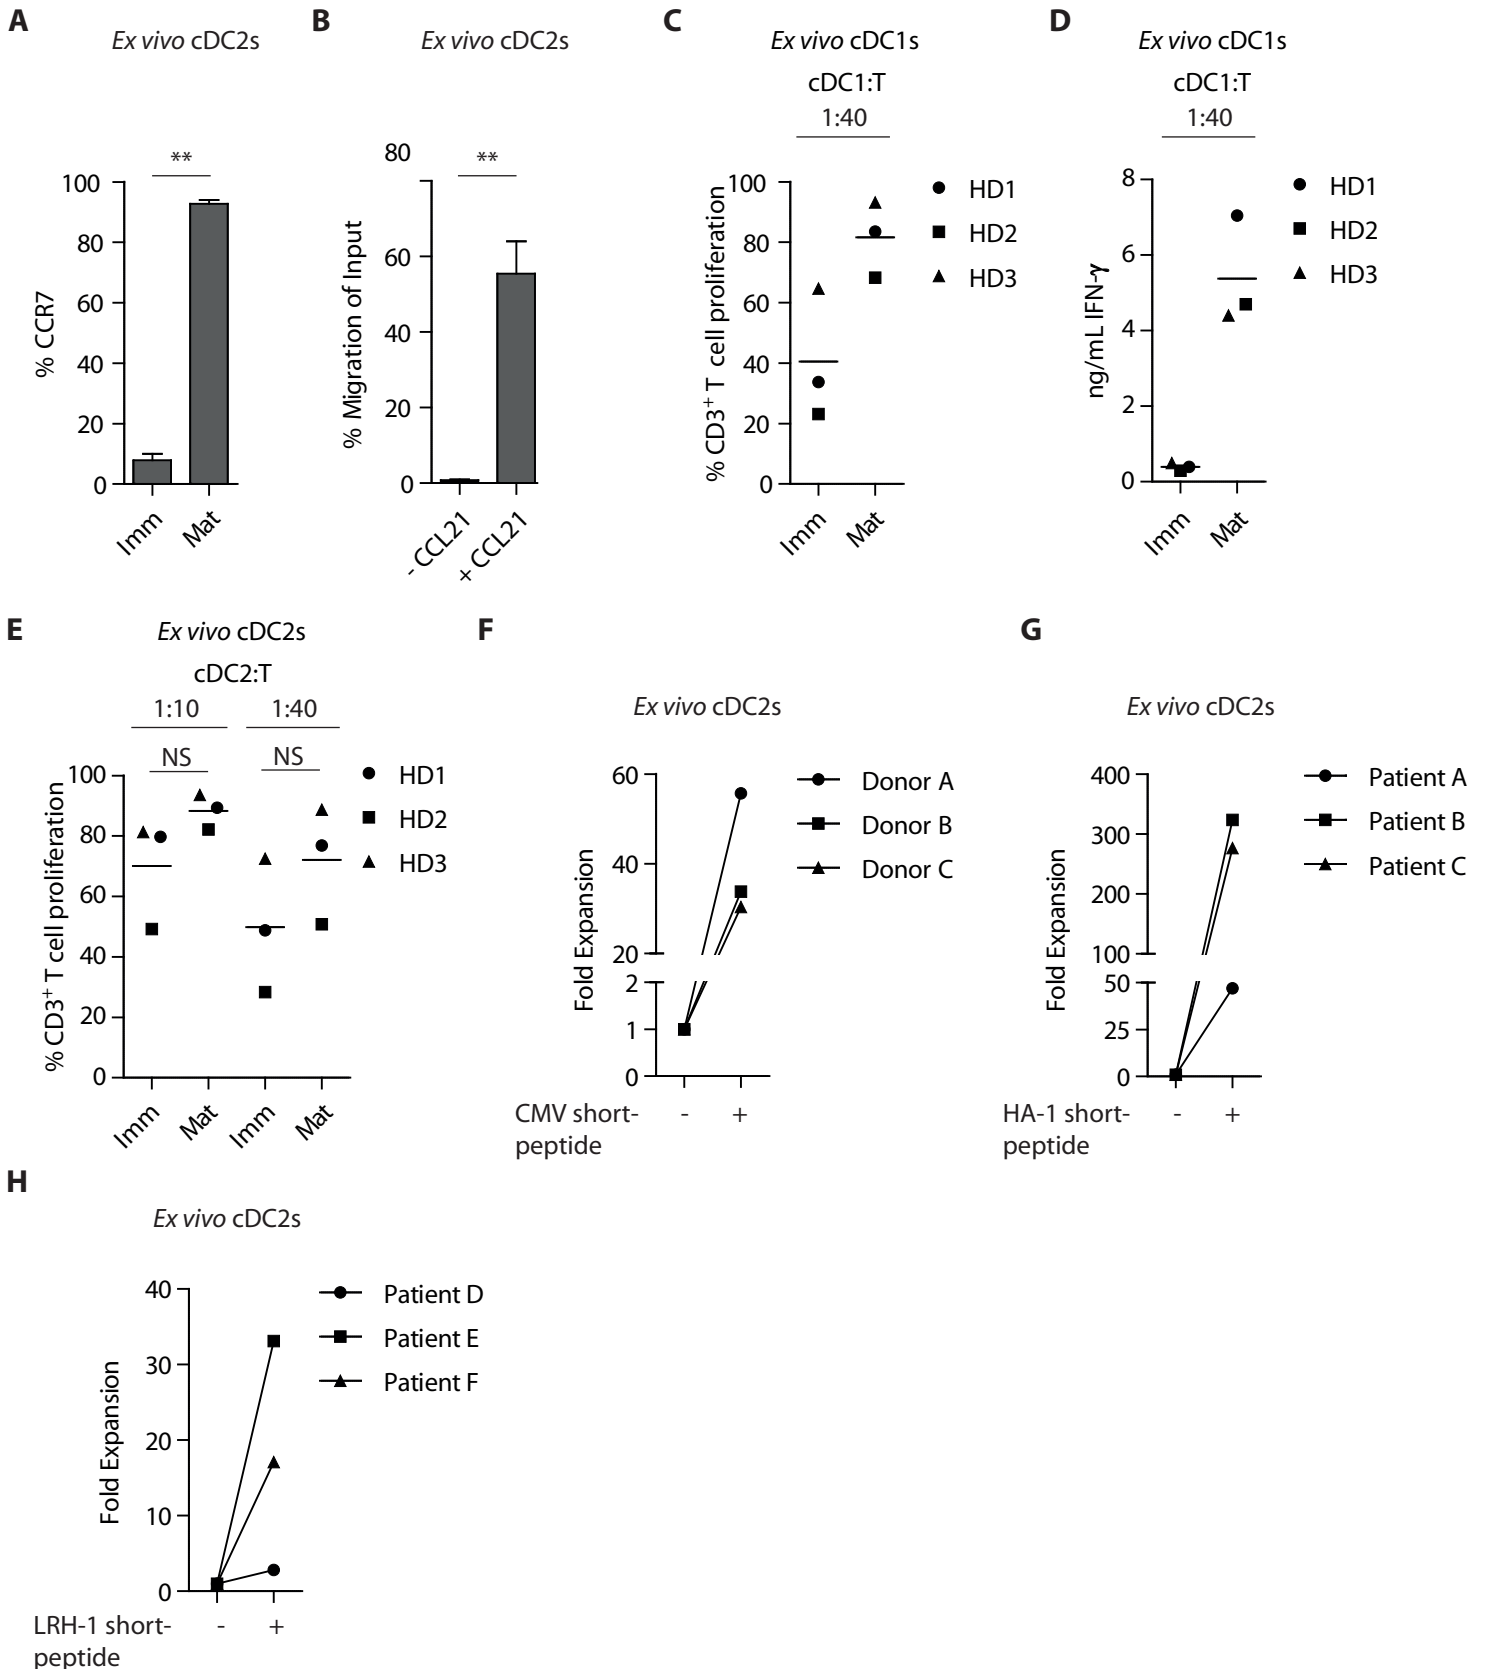 A
Ex vivo cDC2s
**
% CCR7
100
80
60
40
20
0
Imm
Mat
B
Ex vivo cDC2s
**
% Migration of Input
80
60
40
20
0
- CCL21
+ CCL21
C
Ex vivo cDC1s
cDC1:T
1:40
% CD3+ T cell proliferation
100
80
60
40
20
0
Imm
Mat
HD1
HD2
HD3
D
Ex vivo cDC1s
cDC1:T
1:40
ng/mL IFN-γ
8
6
4
2
0
Imm
Mat
HD1
HD2
HD3
E
Ex vivo cDC2s
cDC2:T
1:10
1:40
NS
NS
% CD3+ T cell proliferation
100
80
60
40
20
0
Imm
Mat
Imm
Mat
HD1
HD2
HD3
F
Ex vivo cDC2s
Fold Expansion
60
40
20
2
1
0
Donor A
Donor B
Donor C
CMV short- - +
peptide
G
Ex vivo cDC2s
Fold Expansion
400
300
200
100
50
25
0
Patient A
Patient B
Patient C
HA-1 short- - +
peptide
H
Ex vivo cDC2s
Fold Expansion
40
30
20
10
0
Patient D
Patient E
Patient F
LRH-1 short- - +
peptide